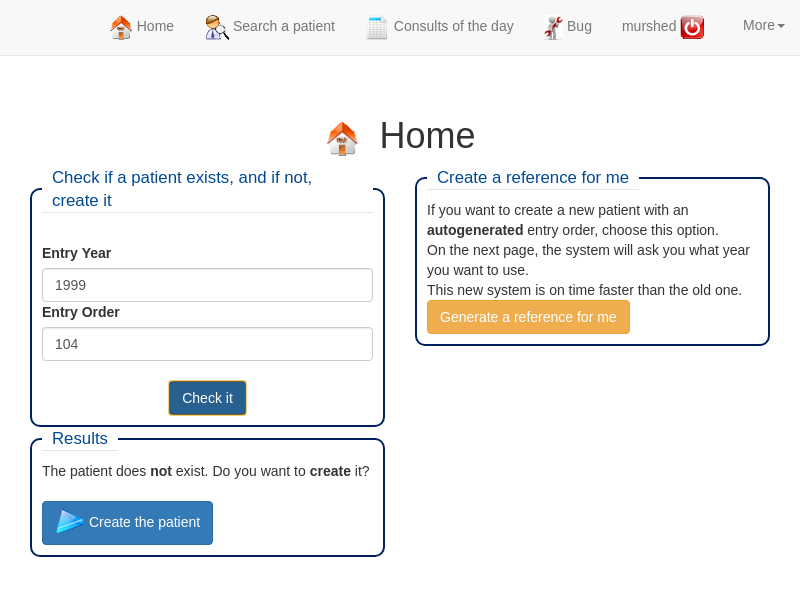 Home
Search a patient
Consults of the day
Bug
murshed
More
Home
Check if a patient exists, and if not,
create it
Entry Year
1999
Entry Order
104
Check it
Results
The patient does not exist. Do you want to create it?
Create the patient
Create a reference for me
If you want to create a new patient with an
autogenerated entry order, choose this option.
On the next page, the system will ask you what year
you want to use.
This new system is on time faster than the old one.
Generate a reference for me